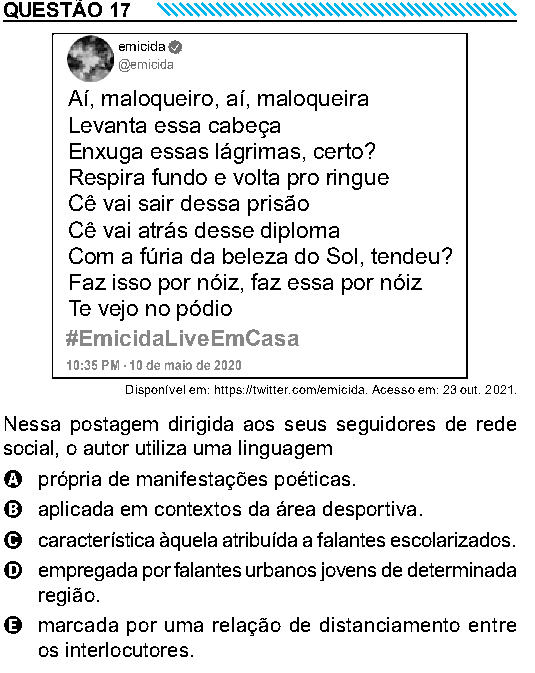 QUESTÃO 17
emicida
@emicida
Aí, maloqueiro, aí, maloqueira
Levanta essa cabeça
Enxuga essas lágrimas, certo?
Respira fundo e volta pro ringue
Cê vai sair dessa prisão
Cê vai atrás desse diploma
Com a fúria da beleza do Sol, tendeu?
Faz isso por nóiz, faz essa por nóiz
Te vejo no pódio
#EmicidaLiveEmCasa
10:35 PM · 10 de maio de 2020
Disponível em: https://twitter.com/emicida. Acesso em: 23 out. 2021.
Nessa postagem dirigida aos seus seguidores de rede
social, o autor utiliza uma linguagem
A própria de manifestações poéticas.
B aplicada em contextos da área desportiva.
C característica àquela atribuída a falantes escolarizados.
D empregada por falantes urbanos jovens de determinada
região.
E marcada por uma relação de distanciamento entre
os interlocutores.